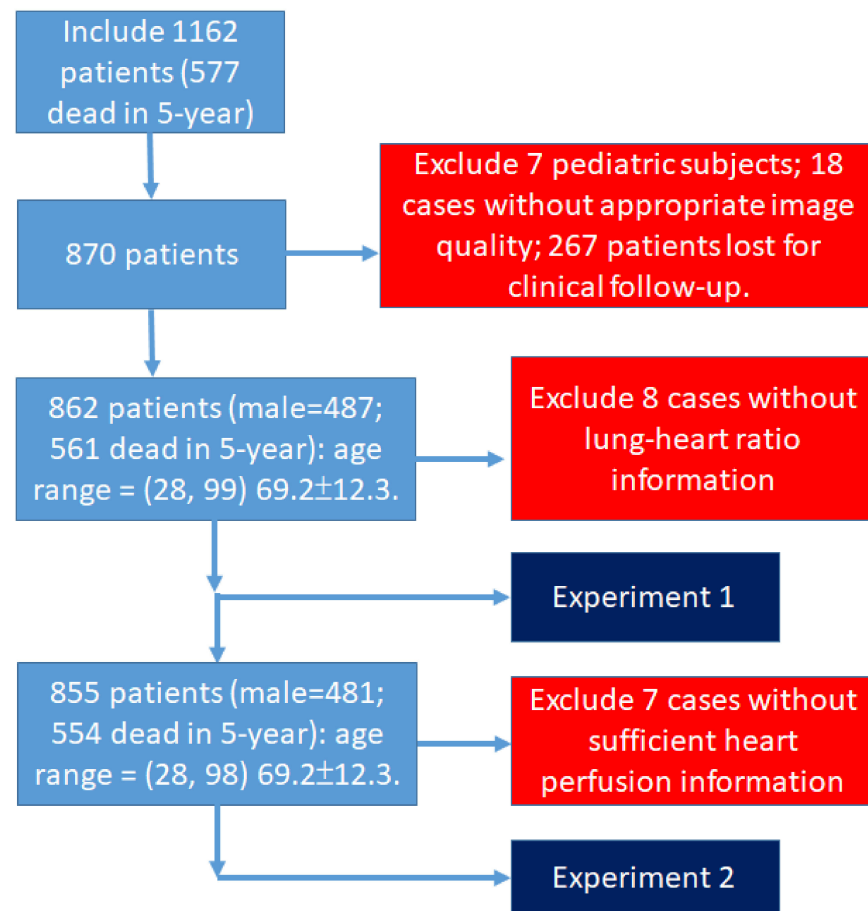 Include 1162
patients (577
dead in 5-year)
Exclude 7 pediatric subjects; 18
cases without appropriate image
quality; 267 patients lost for
clinical follow-up.
870 patients
862 patients (male=487;
561 dead in 5-year): age
range = (28, 99) 69.2±12.3.
Exclude 8 cases without
lung-heart ratio
information
Experiment 1
855 patients (male=481;
554 dead in 5-year): age
range = (28, 98) 69.2±12.3.
Exclude 7 cases without
sufficient heart
perfusion information
Experiment 2